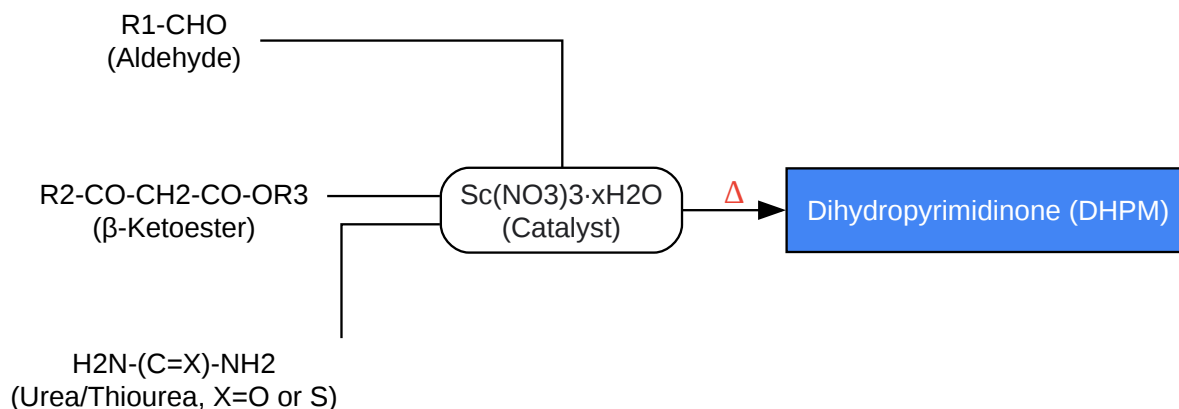 R1-CHO
(Aldehyde)
R2-CO-CH2-CO-OR3
(β-Ketoester)
H2N-(C=X)-NH2
(Urea/Thiourea, X=O or S)
Sc(NO3)3·xH2O
(Catalyst)
Δ
Dihydropyrimidinone (DHPM)